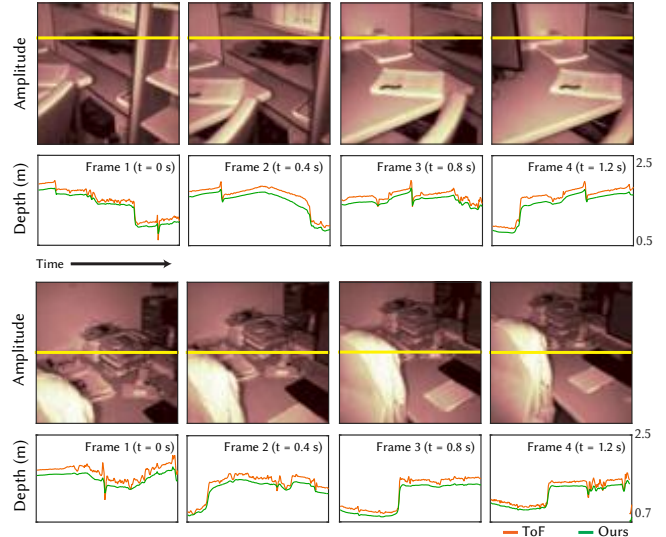 Amplitude
Frame 1 (t = 0 s)
Frame 2 (t = 0.4 s)
Frame 3 (t = 0.8 s)
Frame 4 (t = 1.2 s)
2.5
Depth (m)
0.5
Time
Amplitude
Frame 1 (t = 0 s)
Frame 2 (t = 0.4 s)
Frame 3 (t = 0.8 s)
Frame 4 (t = 1.2 s)
2.5
Depth (m)
0.7
ToF
Ours